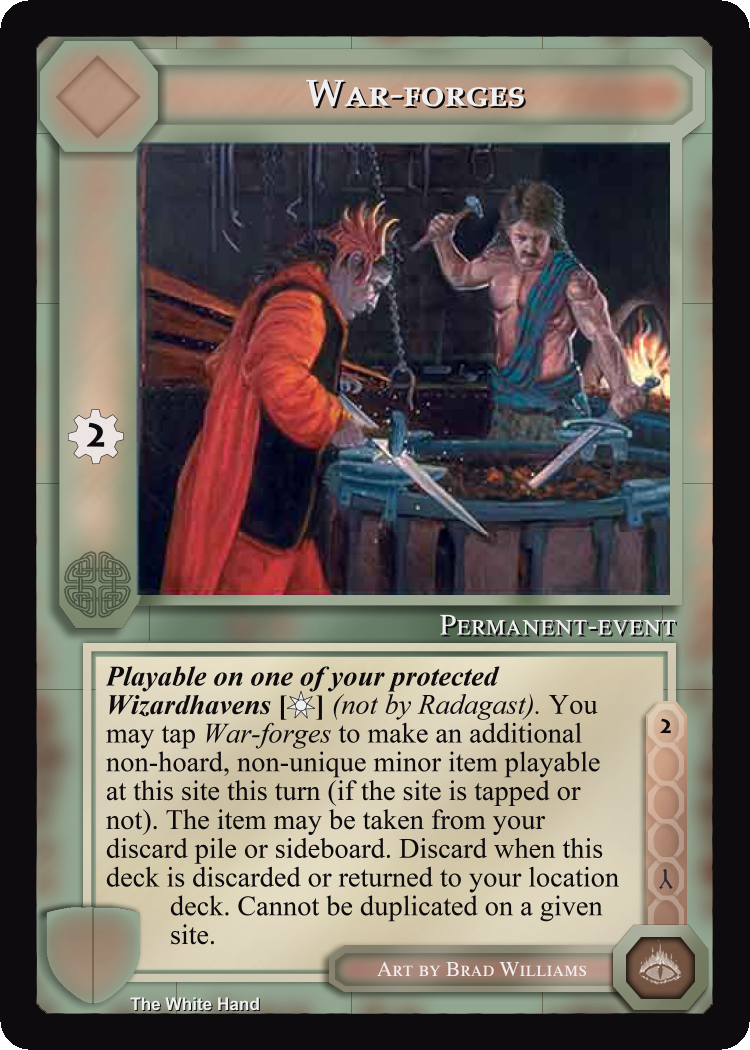 War-forges
2
Permanent-event
Playable on one of your protected
Wizardhavens [☼] (not by Radagast). You
may tap War-forges to make an additional
non-hoard, non-unique minor item playable
at this site this turn (if the site is tapped or
not). The item may be taken from your
discard pile or sideboard. Discard when this
deck is discarded or returned to your location
deck. Cannot be duplicated on a given
site.
2
Art by Brad Williams
The White Hand